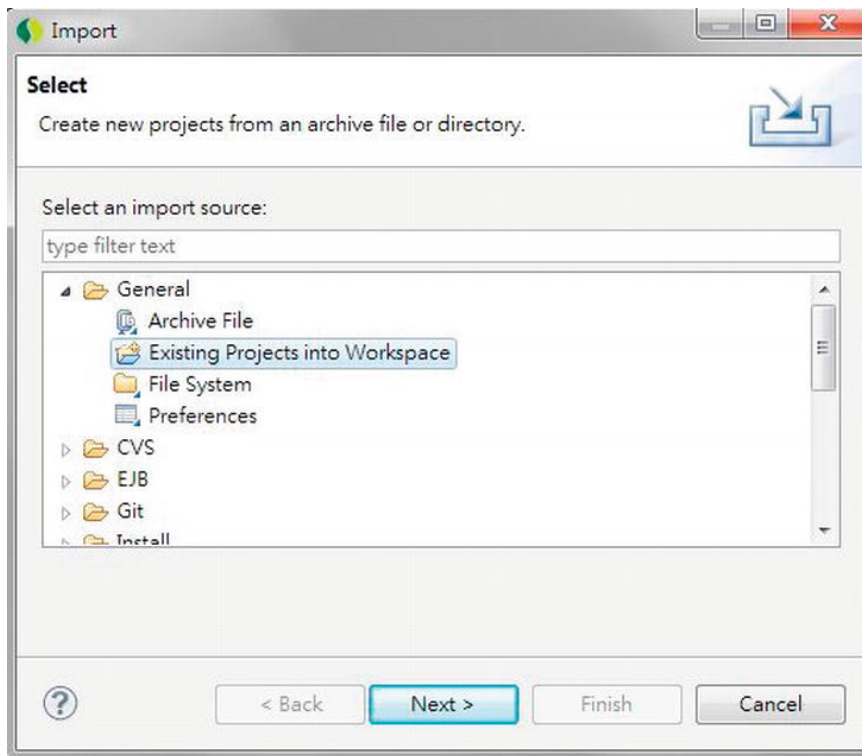 Import
Select
Create new projects from an archive file or directory.
Select an import source:
type filter text
General
Archive File
Existing Projects into Workspace
File System
Preferences
CVS
EJB
Git
Install
?
< Back Next > Finish Cancel